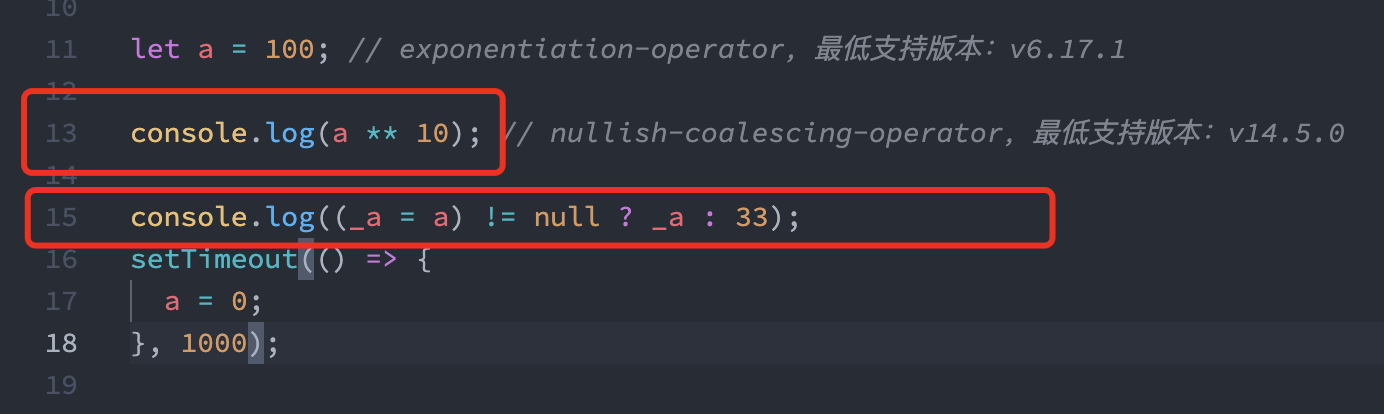 10
11 let a = 100; // exponentiation-operator, 最低支持版本: v6.17.1
12
13 console.log(a ** 10); // nullish-coalescing-operator, 最低支持版本: v14.5.0
14
15 console.log((_a = a) != null ? _a : 33);
16 setTimeout(() => {
17 a = 0;
18 }, 1000);
19